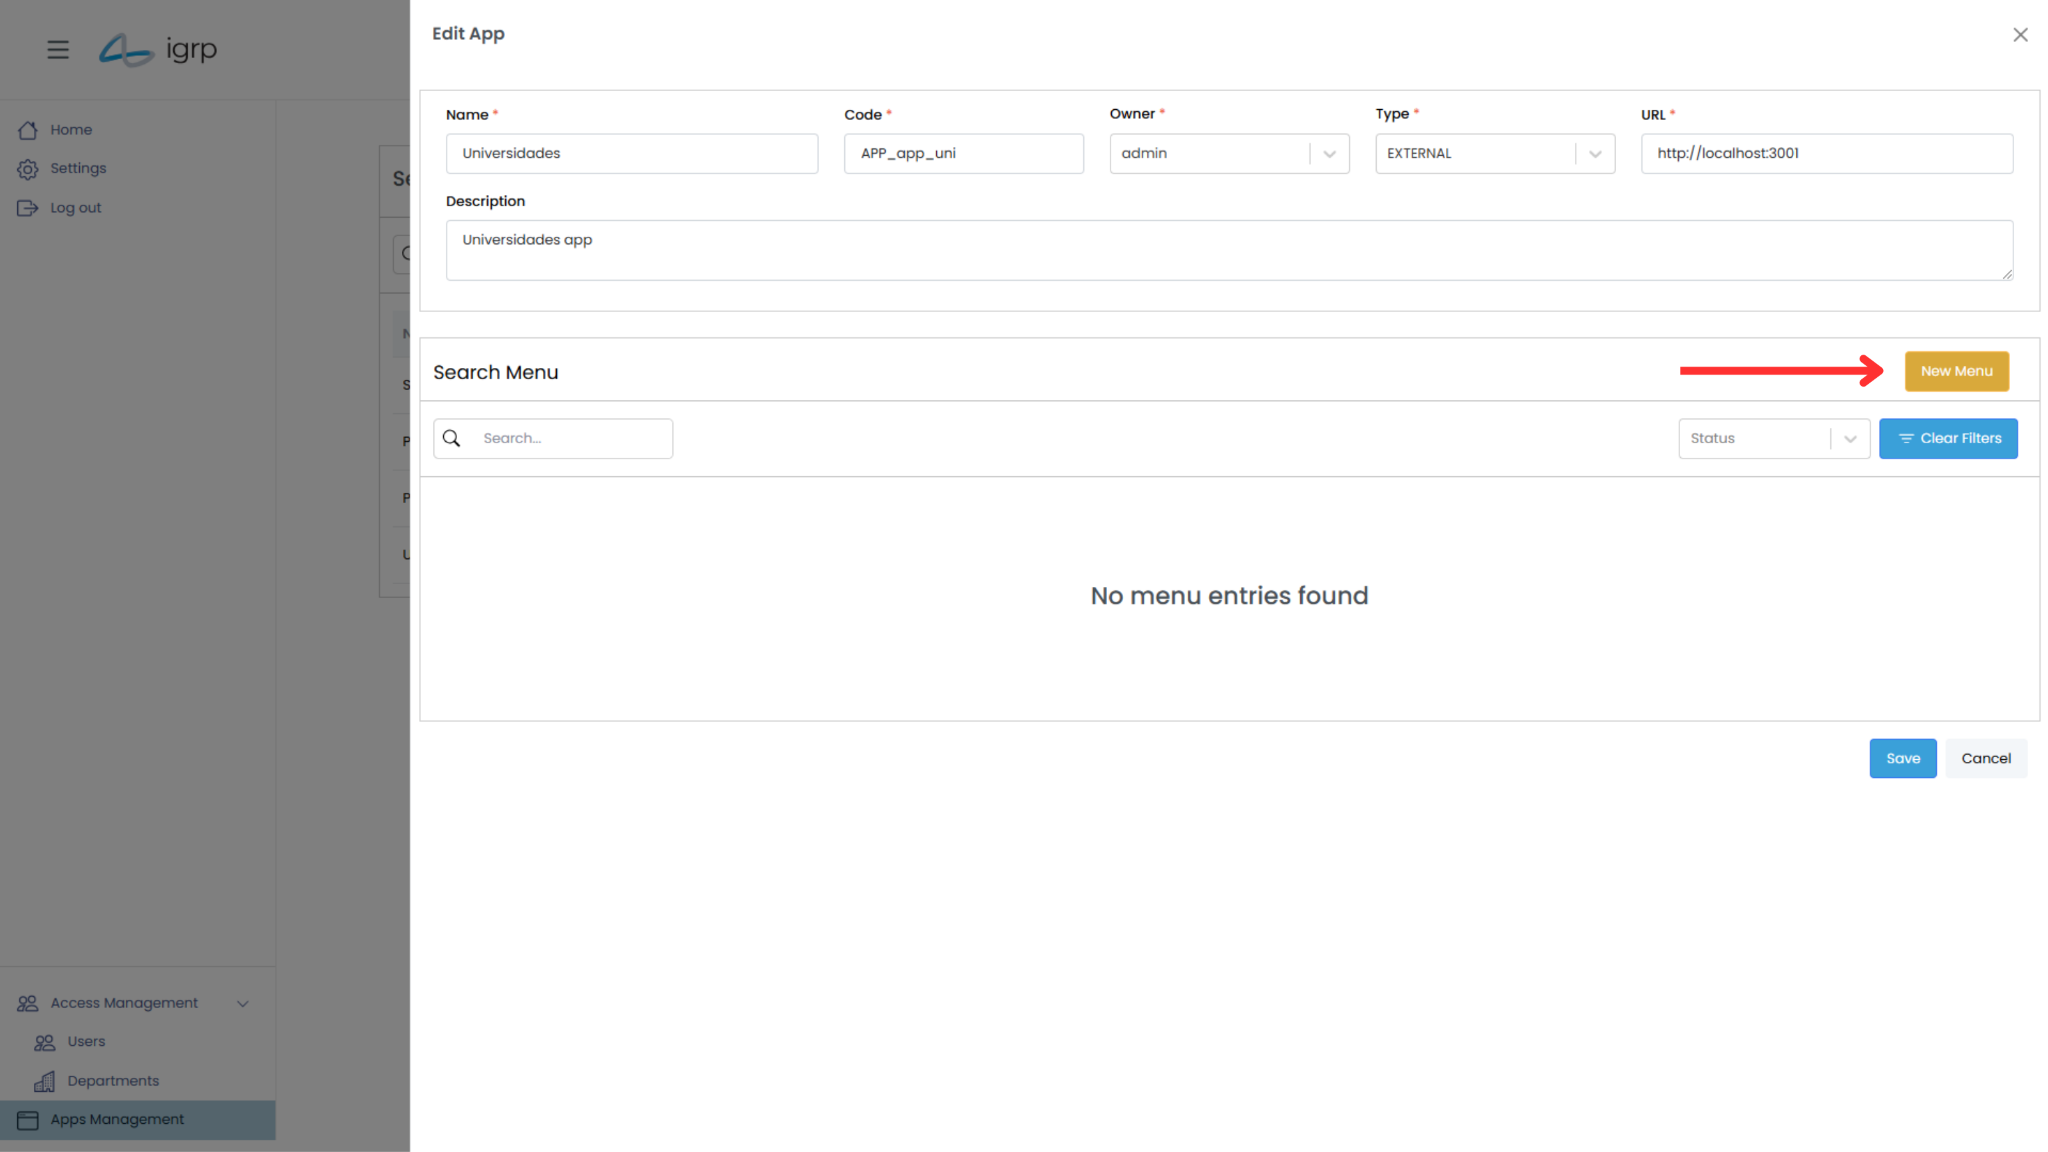 igrp
Home
Settings
Log out
Access Management
Users
Departments
Apps Management
Edit App
Name * Code * Owner * Type * URL *
Universidades APP_app_uni admin EXTERNAL http://localhost:3001
Description
Universidades app
Search Menu New Menu
Search... Status Clear Filters
No menu entries found
Save Cancel